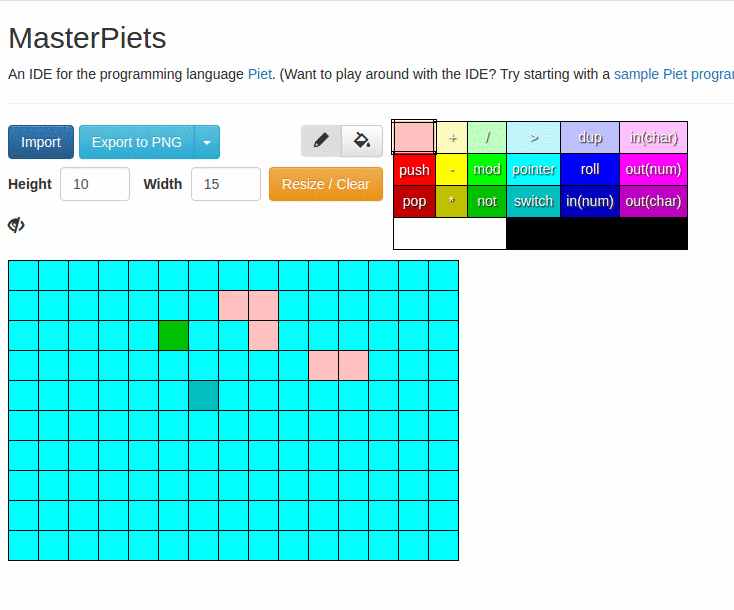 MasterPiets
An IDE for the programming language Piet. (Want to play around with the IDE? Try starting with a sample Piet progra
Import Export to PNG
Height 10 Width 15 Resize / Clear
+ / > dup in(char)
push - mod pointer roll out(num)
pop * not switch in(num) out(char)